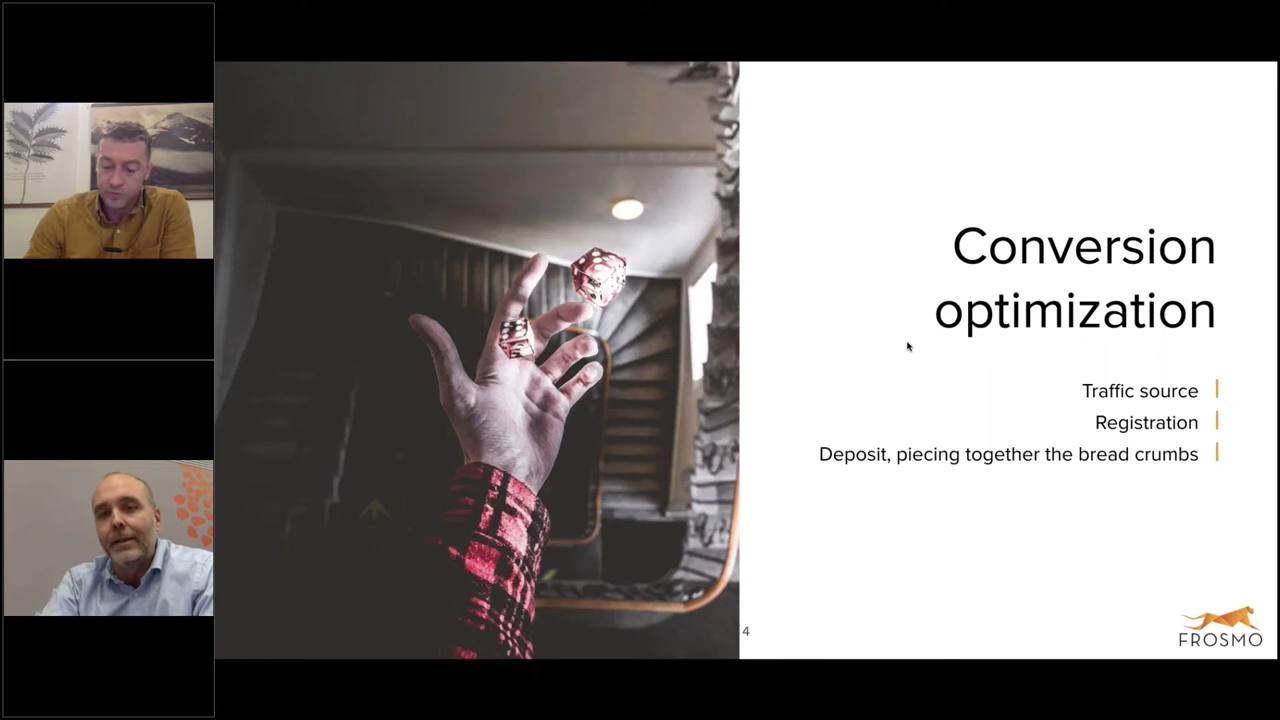 Conversion
optimization
Traffic source
Registration
Deposit, piecing together the bread crumbs
4
FROSMO